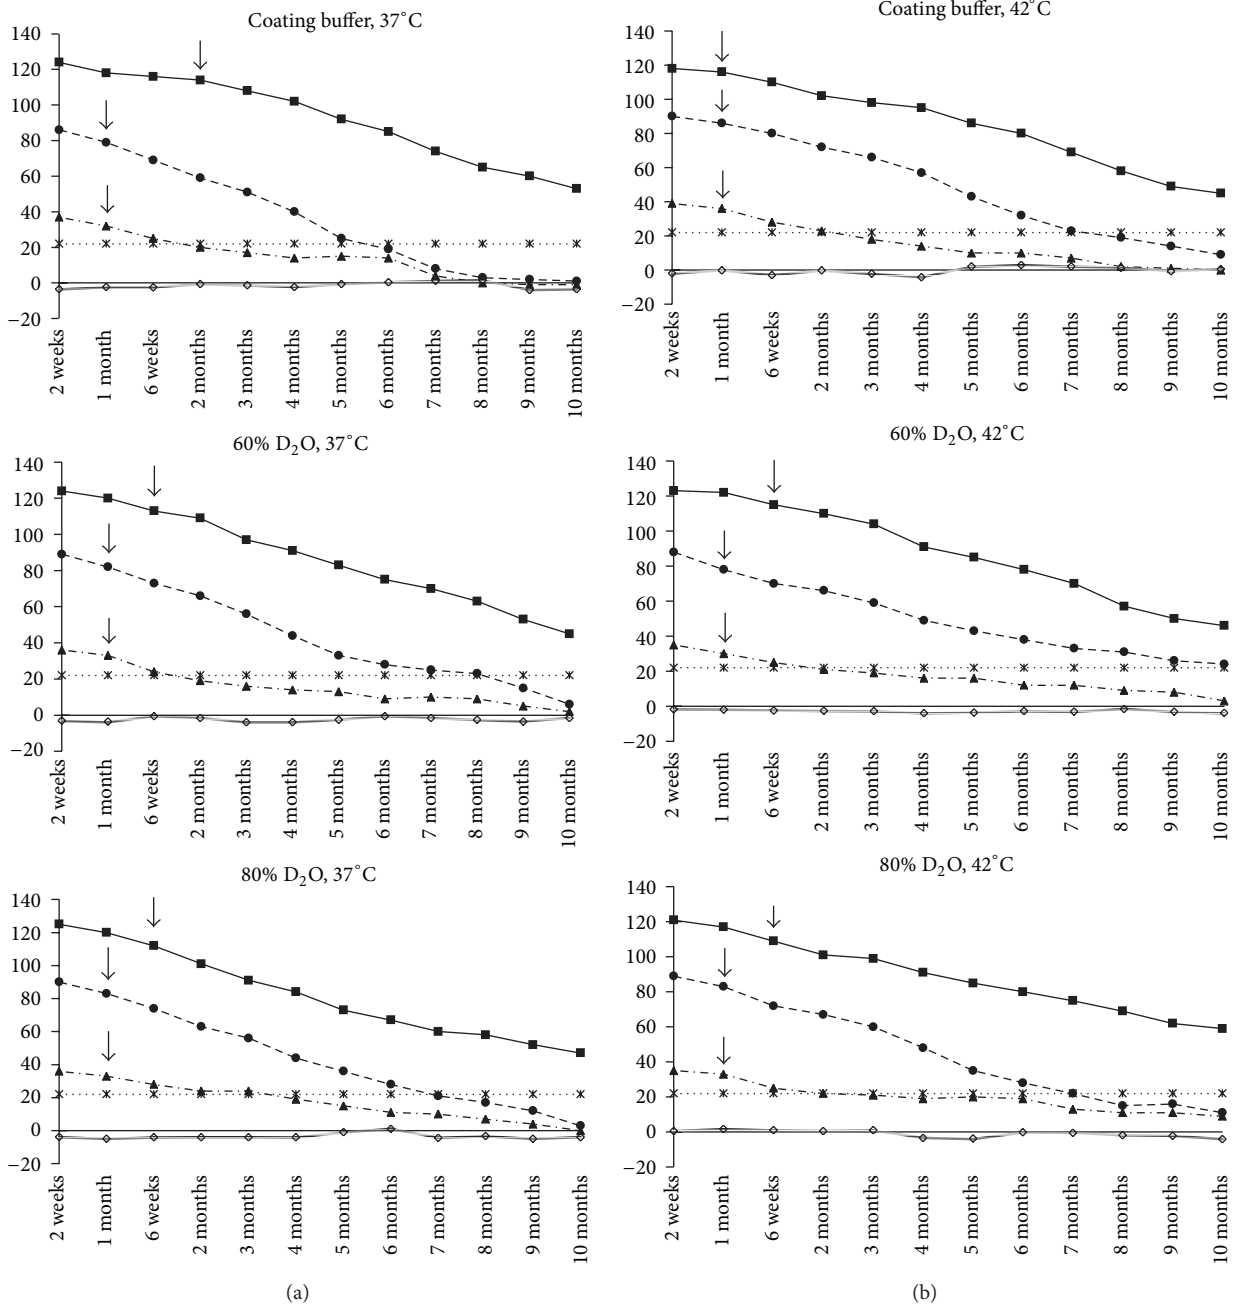 Coating buffer, 37°C
140
120
100
80
60
40
20
0
−20
2 weeks
1 month
6 weeks
2 months
3 months
4 months
5 months
6 months
7 months
8 months
9 months
10 months
60% D₂O, 37°C
140
120
100
80
60
40
20
0
−20
2 weeks
1 month
6 weeks
2 months
3 months
4 months
5 months
6 months
7 months
8 months
9 months
10 months
80% D₂O, 37°C
140
120
100
80
60
40
20
0
−20
2 weeks
1 month
6 weeks
2 months
3 months
4 months
5 months
6 months
7 months
8 months
9 months
10 months
(a)
Coating buffer, 42°C
140
120
100
80
60
40
20
0
−20
2 weeks
1 month
6 weeks
2 months
3 months
4 months
5 months
6 months
7 months
8 months
9 months
10 months
60% D₂O, 42°C
140
120
100
80
60
40
20
0
−20
2 weeks
1 month
6 weeks
2 months
3 months
4 months
5 months
6 months
7 months
8 months
9 months
10 months
80% D₂O, 42°C
140
120
100
80
60
40
20
0
−20
2 weeks
1 month
6 weeks
2 months
3 months
4 months
5 months
6 months
7 months
8 months
9 months
10 months
(b)